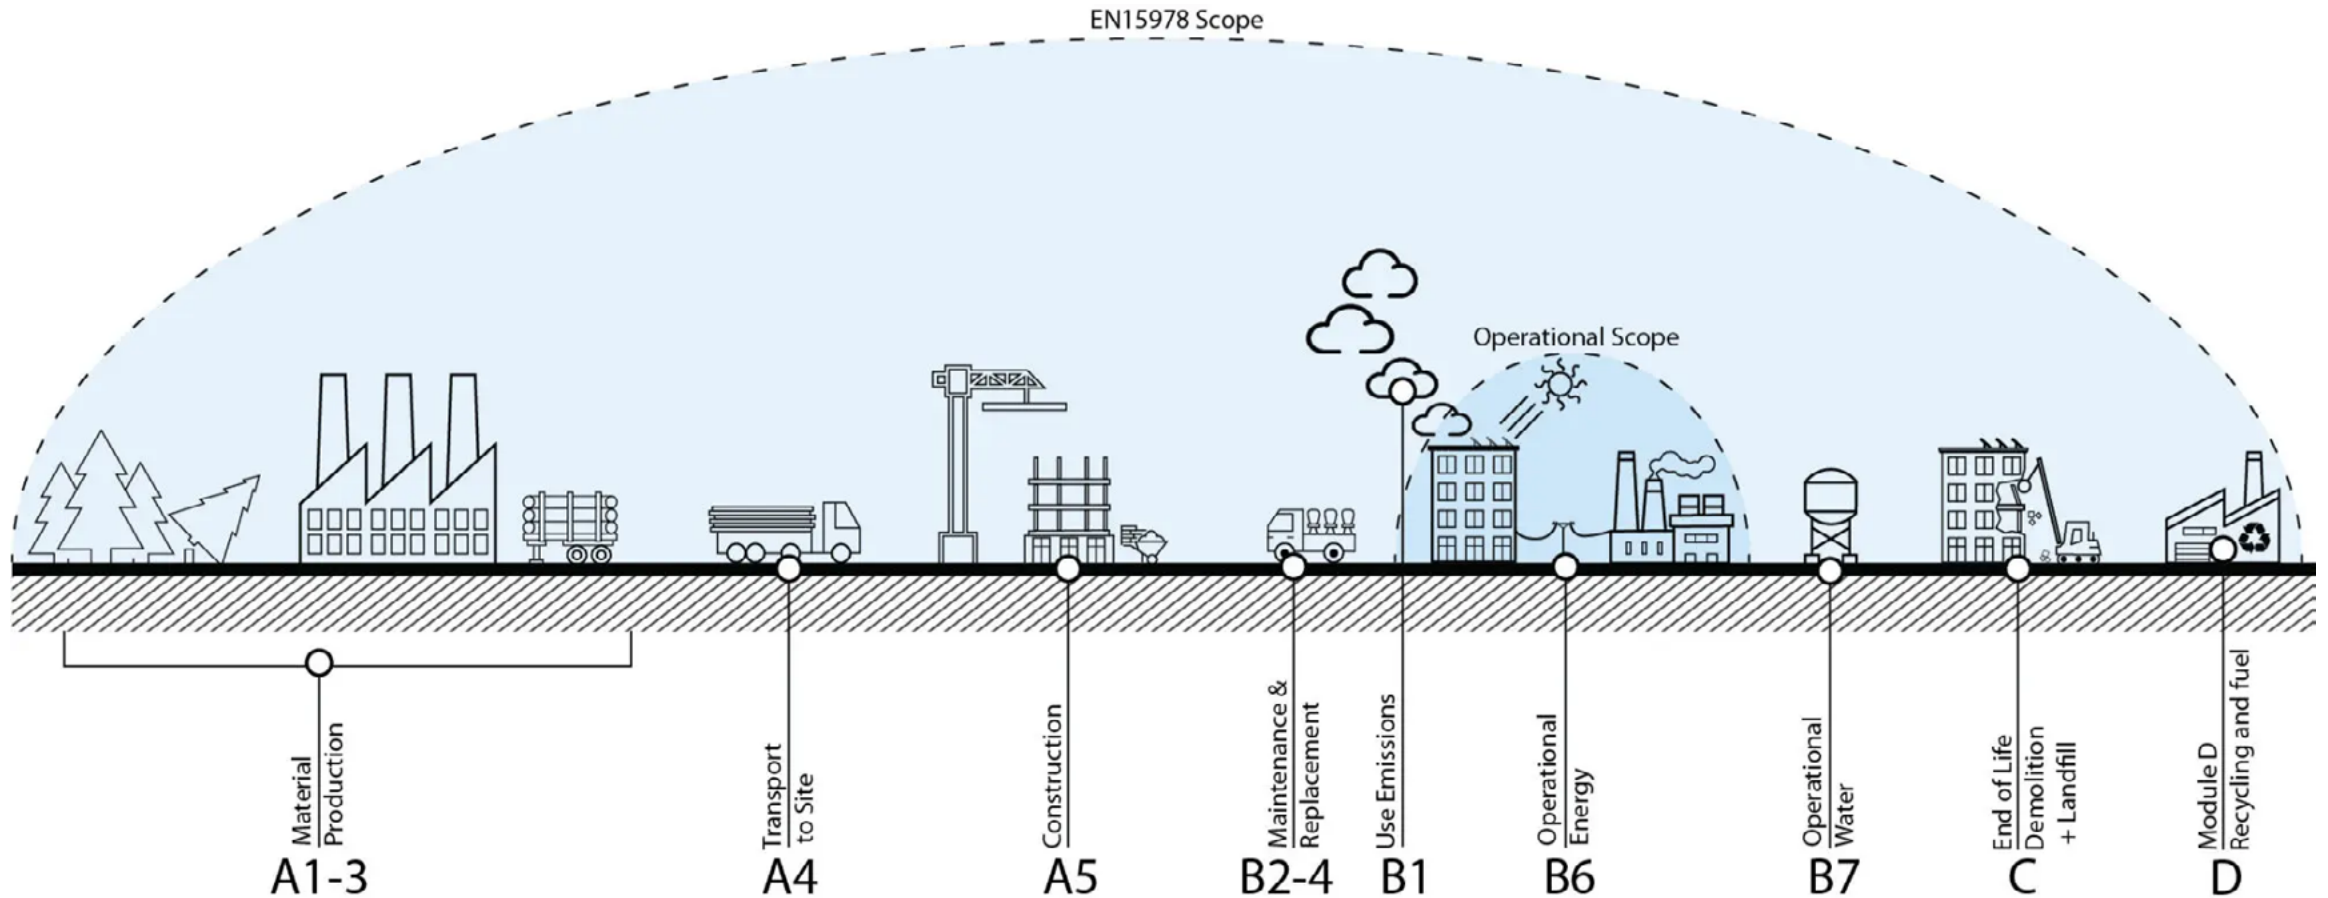 EN15978 Scope
Operational Scope
Material
Production
A1-3
Transport
to Site
A4
Construction
A5
Maintenance &
Replacement
B2-4
Use Emissions
B1
Operational
Energy
B6
Operational
Water
B7
End of Life
Demolition
+ Landfill
C
Module D
Recycling and fuel
D